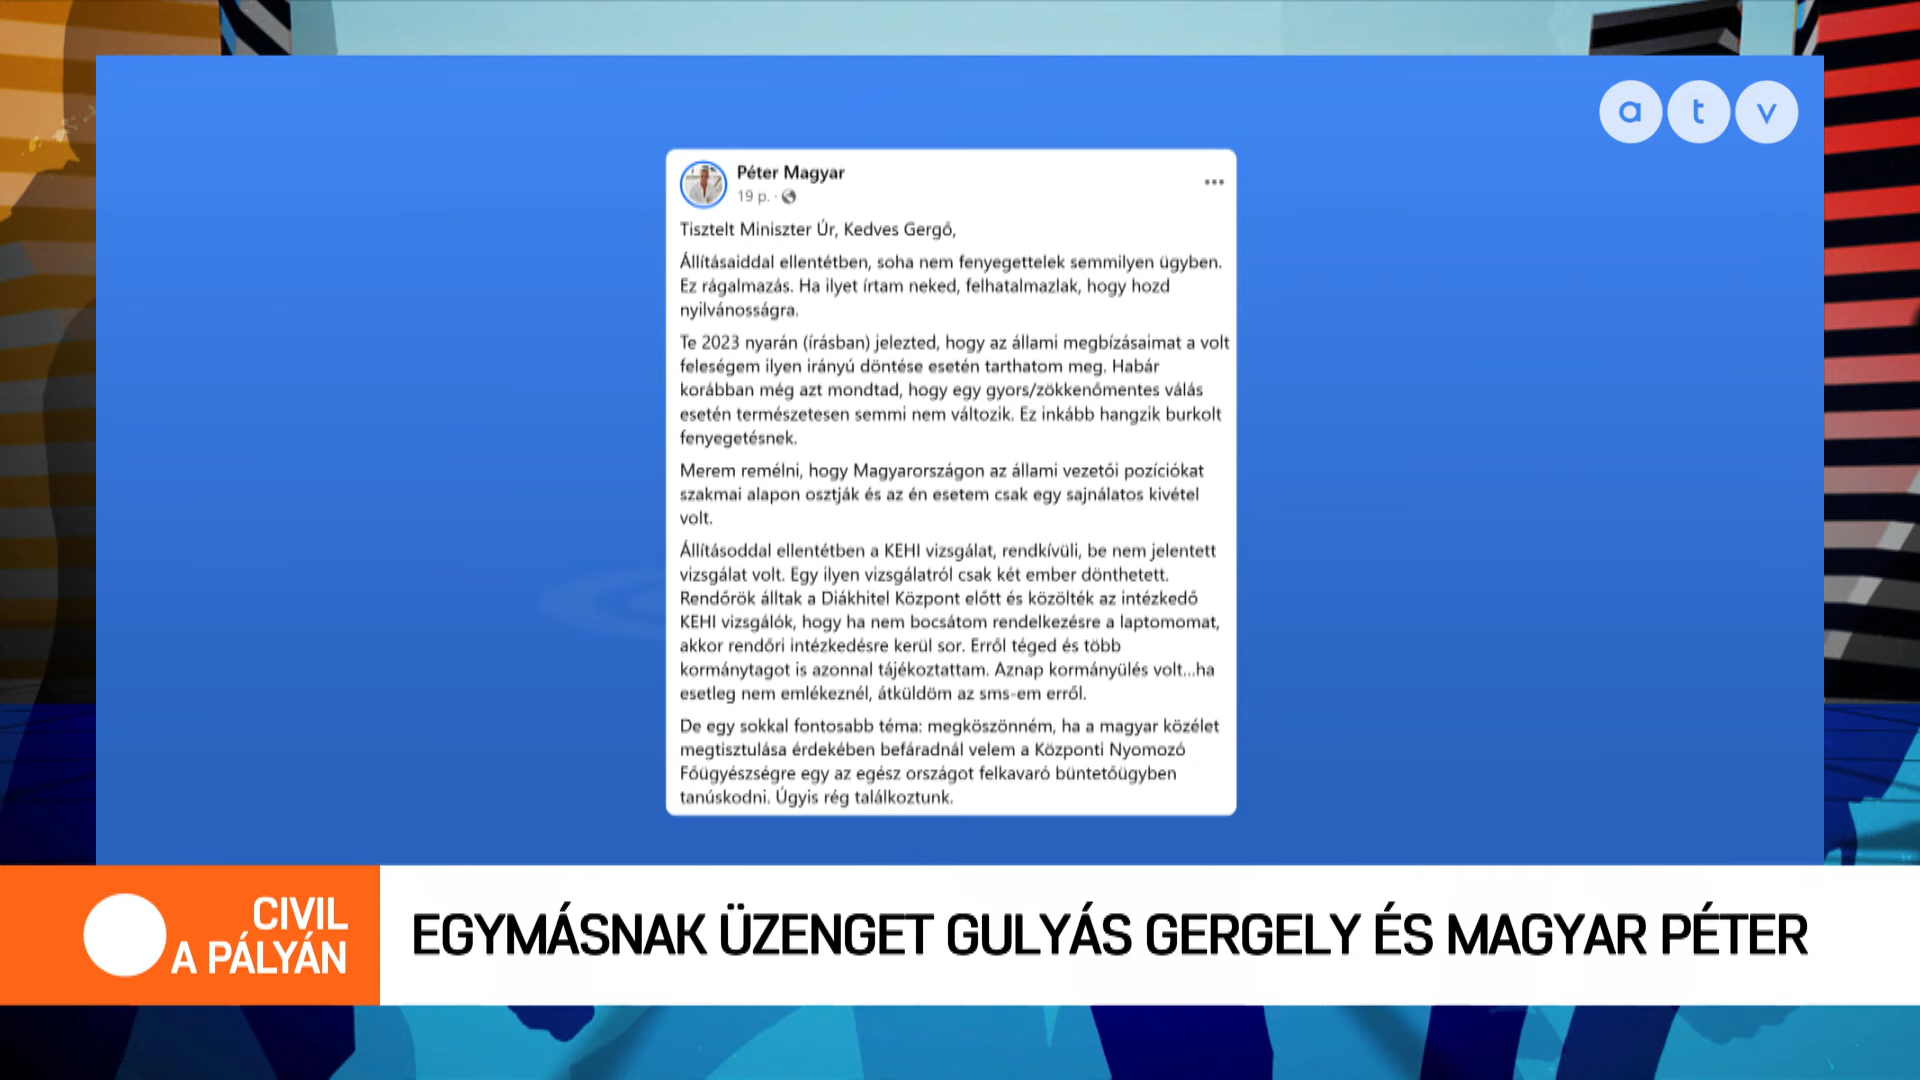 a t v
Péter Magyar
19 p. ·
Tisztelt Miniszter Úr, Kedves Gergő,
Állításaiddal ellentétben, soha nem fenyegettelek semmilyen ügyben.
Ez rágalmazás. Ha ilyet írtam neked, felhatalmazlak, hogy hozd
nyilvánosságra.
Te 2023 nyarán (írásban) jelezted, hogy az állami megbízásaimat a volt
feleségem ilyen irányú döntése esetén tarthatom meg. Habár
korábban még azt mondtad, hogy egy gyors/zökkenőmentes válás
esetén természetesen semmi nem változik. Ez inkább hangzik burkolt
fenyegetésnek.
Merem remélni, hogy Magyarországon az állami vezetői pozíciókat
szakmai alapon osztják és az én esetem csak egy sajnálatos kivétel
volt.
Állításoddal ellentétben a KEHI vizsgálat, rendkívüli, be nem jelentett
vizsgálat volt. Egy ilyen vizsgálatról csak két ember dönthetett.
Rendőrök álltak a Diákhitel Központ előtt és közölték az intézkedő
KEHI vizsgálók, hogy ha nem bocsátom rendelkezésre a laptomomat,
akkor rendőri intézkedésre kerül sor. Erről téged és több
kormánytagot is azonnal tájékoztattam. Aznap kormányülés volt...ha
esetleg nem emlékeznél, átküldöm az sms-em erről.
De egy sokkal fontosabb téma: megköszönném, ha a magyar közélet
megtisztulása érdekében befáradnál velem a Központi Nyomozó
Főügyészségre egy az egész országot felkavaró büntetőügyben
tanúskodni. Úgyis rég találkoztunk.
CIVIL
A PÁLYÁN
EGYMÁSNAK ÜZENGET GULYÁS GERGELY ÉS MAGYAR PÉTER